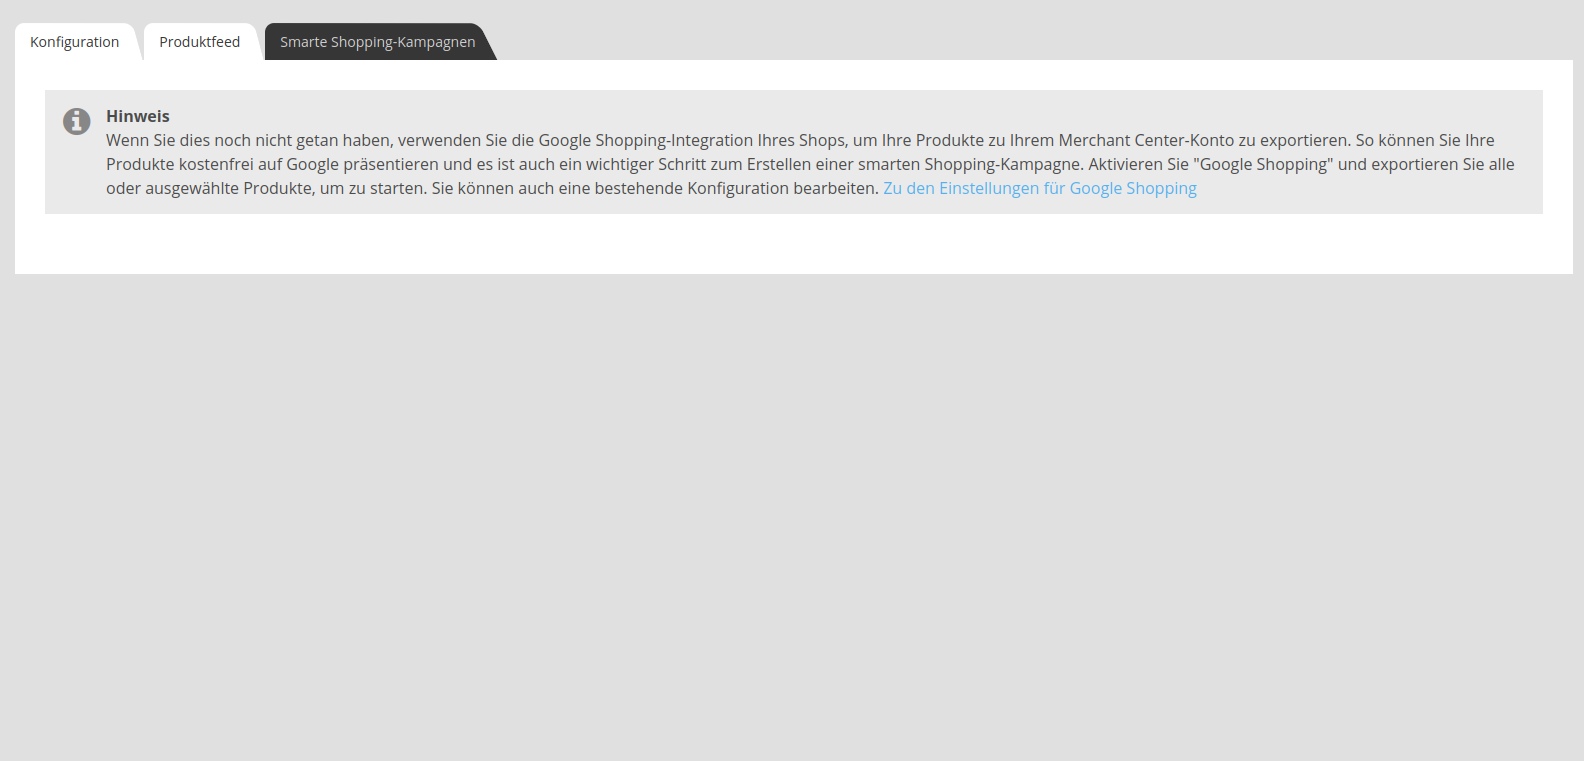 Konfiguration
Produktfeed
Smarte Shopping-Kampagnen
Hinweis
Wenn Sie dies noch nicht getan haben, verwenden Sie die Google Shopping-Integration Ihres Shops, um Ihre Produkte zu Ihrem Merchant Center-Konto zu exportieren. So können Sie Ihre
Produkte kostenfrei auf Google präsentieren und es ist auch ein wichtiger Schritt zum Erstellen einer smarten Shopping-Kampagne. Aktivieren Sie "Google Shopping" und exportieren Sie alle
oder ausgewählte Produkte, um zu starten. Sie können auch eine bestehende Konfiguration bearbeiten. Zu den Einstellungen für Google Shopping